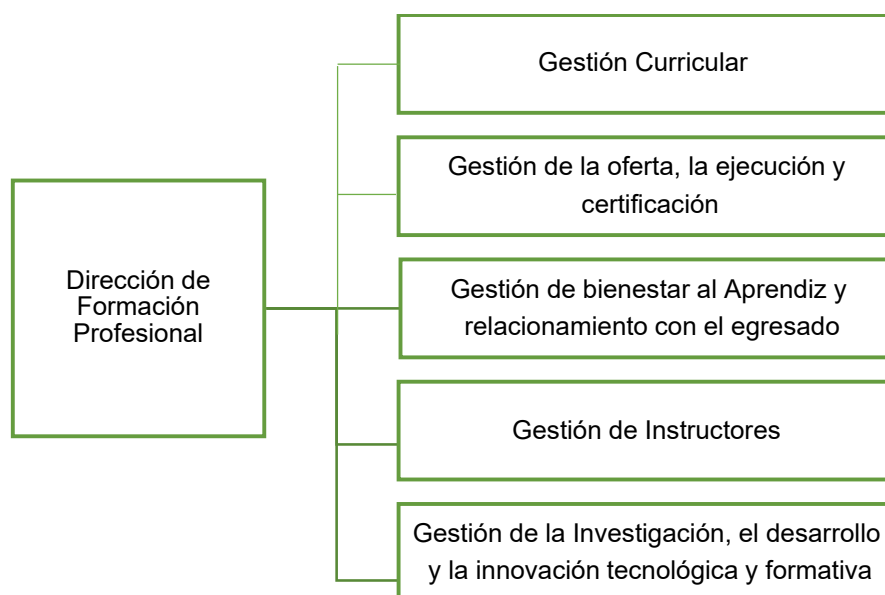 Gestión Curricular
Gestión de la oferta, la ejecución y
certificación
Dirección de
Formación
Profesional
Gestión de bienestar al Aprendiz y
relacionamiento con el egresado
Gestión de Instructores
Gestión de la Investigación, el desarrollo
y la innovación tecnológica y formativa